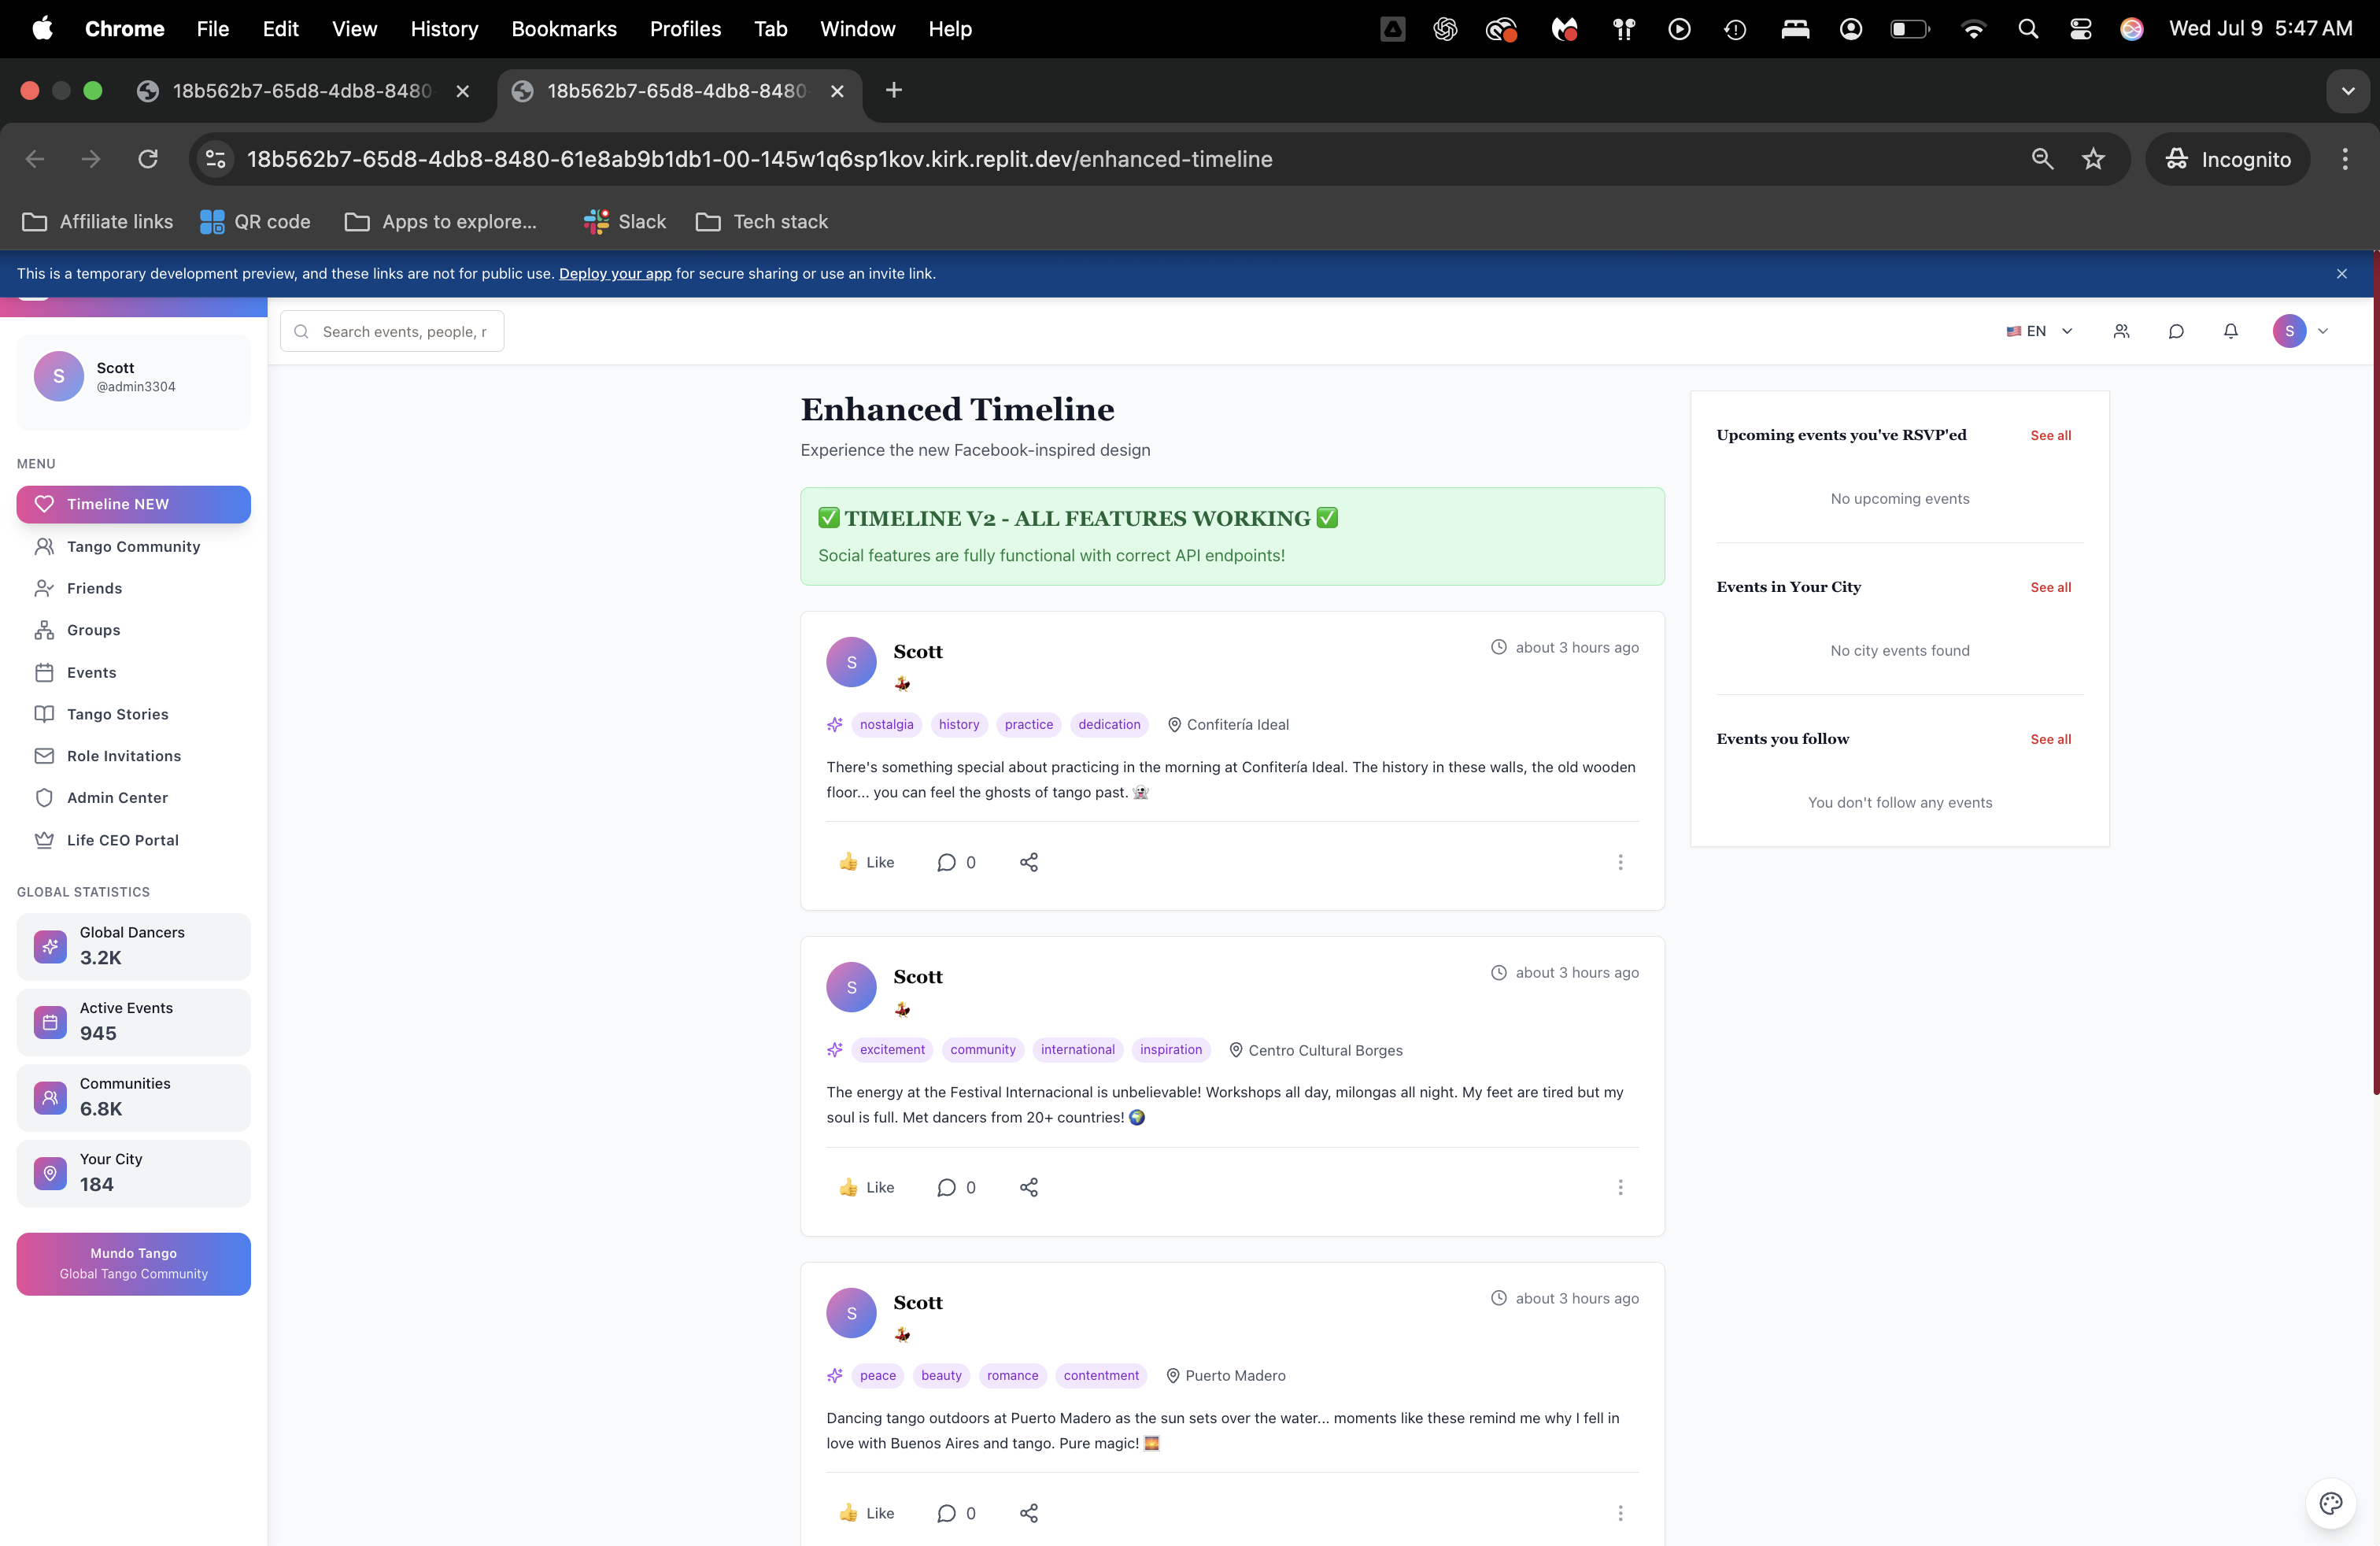 Chrome File Edit View History Bookmarks Profiles Tab Window Help Wed Jul 9 5:47 AM
18b562b7-65d8-4db8-8480- 18b562b7-65d8-4db8-8480-
18b562b7-65d8-4db8-8480-61e8ab9b1db1-00-145w1q6sp1kov.kirk.replit.dev/enhanced-timeline Incognito
Affiliate links QR code Apps to explore... Slack Tech stack
This is a temporary development preview, and these links are not for public use. Deploy your app for secure sharing or use an invite link.
Search events, people, r
EN
S
S
Scott
@admin3304
MENU
Timeline NEW
Tango Community
Friends
Groups
Events
Tango Stories
Role Invitations
Admin Center
Life CEO Portal
GLOBAL STATISTICS
Global Dancers
3.2K
Active Events
945
Communities
6.8K
Your City
184
Mundo Tango
Global Tango Community
Enhanced Timeline
Experience the new Facebook-inspired design
✅ TIMELINE V2 - ALL FEATURES WORKING ✅
Social features are fully functional with correct API endpoints!
S
Scott
about 3 hours ago
💃
nostalgia history practice dedication Confitería Ideal
There's something special about practicing in the morning at Confitería Ideal. The history in these walls, the old wooden
floor... you can feel the ghosts of tango past. 👻
👍 Like 0
S
Scott
about 3 hours ago
💃
excitement community international inspiration Centro Cultural Borges
The energy at the Festival Internacional is unbelievable! Workshops all day, milongas all night. My feet are tired but my
soul is full. Met dancers from 20+ countries! 🌍
👍 Like 0
S
Scott
about 3 hours ago
💃
peace beauty romance contentment Puerto Madero
Dancing tango outdoors at Puerto Madero as the sun sets over the water... moments like these remind me why I fell in
love with Buenos Aires and tango. Pure magic! 🌅
👍 Like 0
Upcoming events you've RSVP'ed See all
No upcoming events
Events in Your City See all
No city events found
Events you follow See all
You don't follow any events